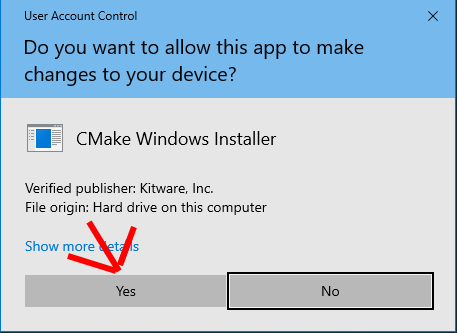 User Account Control
Do you want to allow this app to make
changes to your device?
CMake Windows Installer
Verified publisher: Kitware, Inc.
File origin: Hard drive on this computer
Show more details
Yes
No